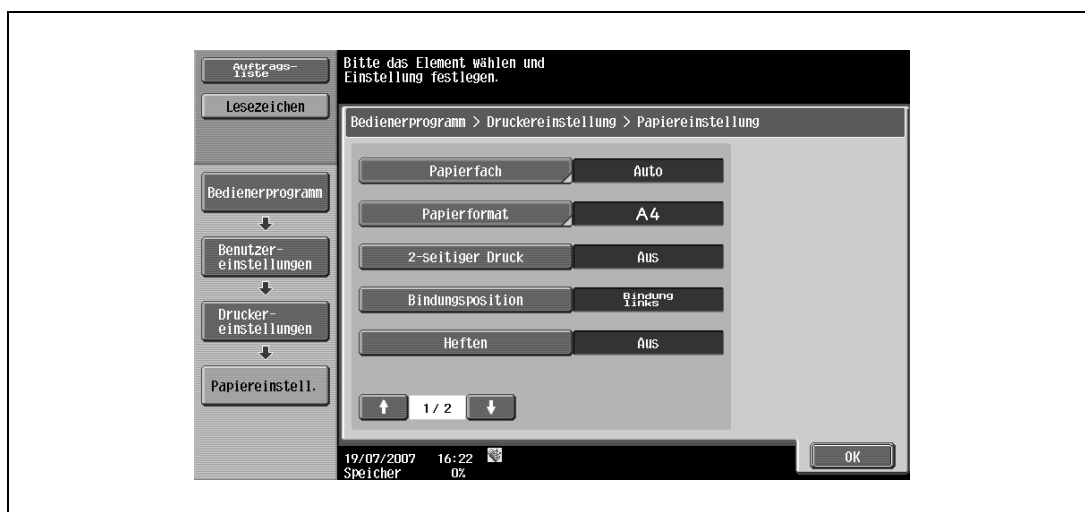 Auftrags-
liste
Lesezeichen
Bitte das Element wählen und
Einstellung festlegen.
Bedienerprogramm > Druckereinstellung > Papiereinstellung
Bedienerprogramm
Benutzer-
einstellungen
Drucker-
einstellungen
Papiereinstell.
Papierfach Auto
Papierformat A4
2-seitiger Druck Aus
Bindungsposition Bindung
links
Heften Aus
1/ 2
19/07/2007 16:22
Speicher 0%
OK